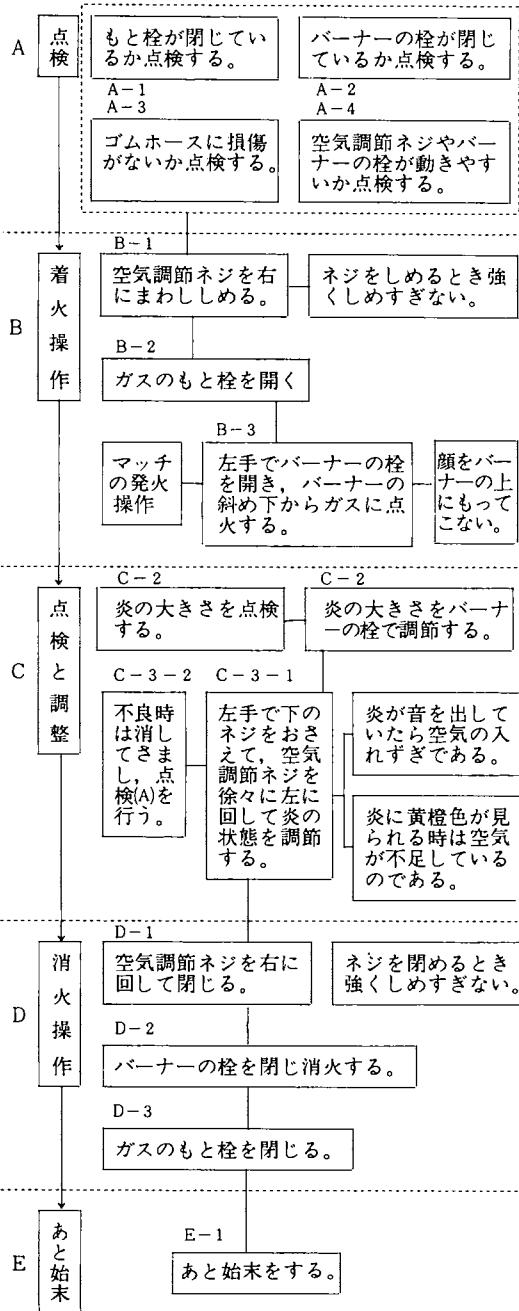 A
点検
もと栓が閉じてい
るか点検する。
バーナーの栓が閉
じているか点検する。
A-1
A-3
A-2
A-4
ゴムホースに損傷
がないか点検する。
空気調節ネジやバー
ナーの栓が動きやす
いか点検する。
B
着火操作
B-1
空気調節ネジを右
にまわししめる。
ネジをしめるとき強
くしめすぎない。
B-2
ガスのもと栓を開く
B-3
マッチ
の発火
操作
左手でバーナーの栓
を開き，バーナーの
斜め下からガスに点
火する。
顔をバー
ナーの上
にもって
こない。
C
点検と調整
C-2
炎の大きさを点検
する。
C-2
炎の大きさをバーナ
ーの栓で調節する。
C-3-2
不良時
は消し
てさま
し，点
検(A)を
行う。
C-3-1
左手で下の
ネジをおさ
えて，空気
調節ネジを
徐々に左に
回して炎の
状態を調節
する。
炎が音を出して
いたら空気の入
れずぎである。
炎に黄橙色が見
られる時は空気
が不足している
のである。
D
消火操作
D-1
空気調節ネジを右に
回して閉じる。
ネジを閉めるとき
強くしめすぎない。
D-2
バーナーの栓を閉じ消火する。
D-3
ガスのもと栓を閉じる。
E
あと始末
E-1
あと始末をする。